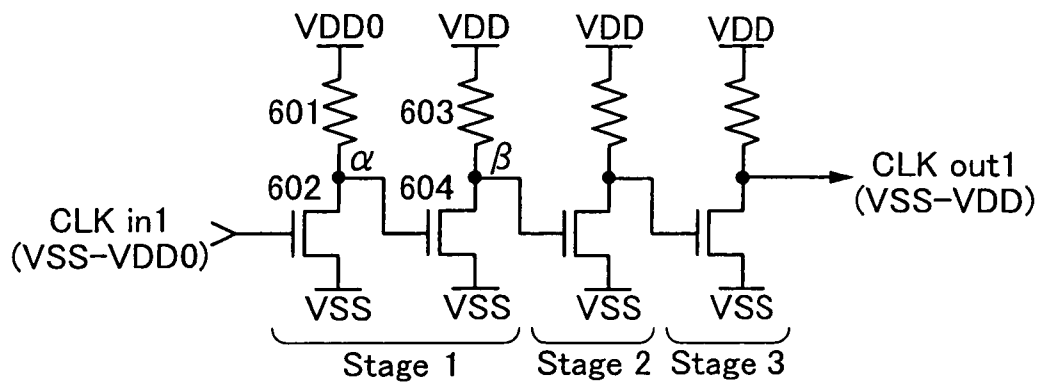 VDD0 VDD VDD VDD
601 603
α β
602 604
CLK in1
(VSS-VDD0)
CLK out1
(VSS-VDD)
VSS VSS VSS VSS
Stage 1 Stage 2 Stage 3